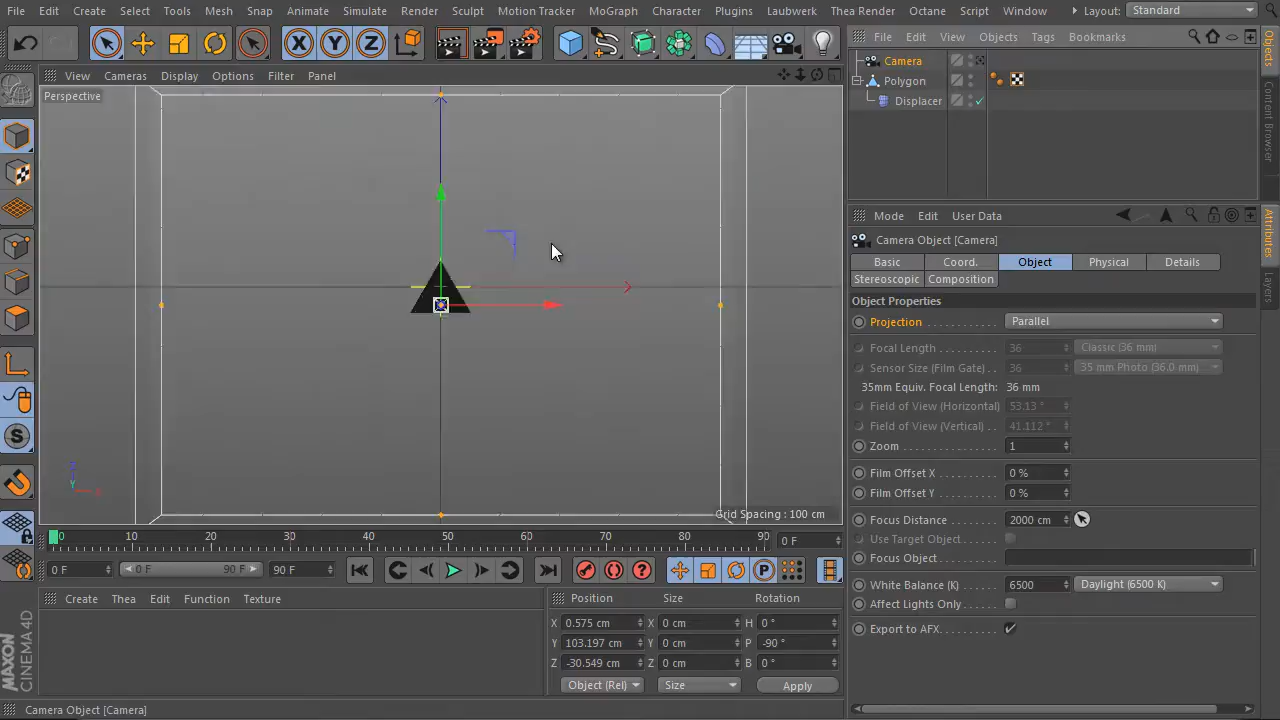 File Edit Create Select Tools Mesh Snap Animate Simulate Render Sculpt Motion Tracker MoGraph Character Plugins Laubwerk Thea Render Octane Script Window Layout: Standard
File Edit View Objects Tags Bookmarks
View Cameras Display Options Filter Panel
Perspective
Camera
Polygon
Displacer
Objects
Content Browser
Attributes
Layers
Mode Edit User Data
Camera Object [Camera]
Basic Coord. Object Physical Details
Stereoscopic Composition
Object Properties
Projection Parallel
Focal Length 36 Classic (36 mm)
Sensor Size (Film Gate) 36 35 mm Photo (36.0 mm)
35mm Equiv. Focal Length: 36 mm
Field of View (Horizontal) 53.13 °
Field of View (Vertical) 41.112 °
Zoom 1
Film Offset X 0 %
Film Offset Y 0 %
Focus Distance 2000 cm
Use Target Object
Focus Object
White Balance (K) 6500 Daylight (6500 K)
Affect Lights Only
Export to AFX
X Y Z
Y
Grid Spacing : 100 cm
0 10 20 30 40 50 60 70 80 90 0 F
0 F 0 F 90 F 90 F
Create Thea Edit Function Texture
Position Size Rotation
X 0.575 cm X 0 cm H 0 °
Y 103.197 cm Y 0 cm P -90 °
Z -30.549 cm Z 0 cm B 0 °
Object (Rel) Size Apply
MAXON
CINEMA 4D
Camera Object [Camera]